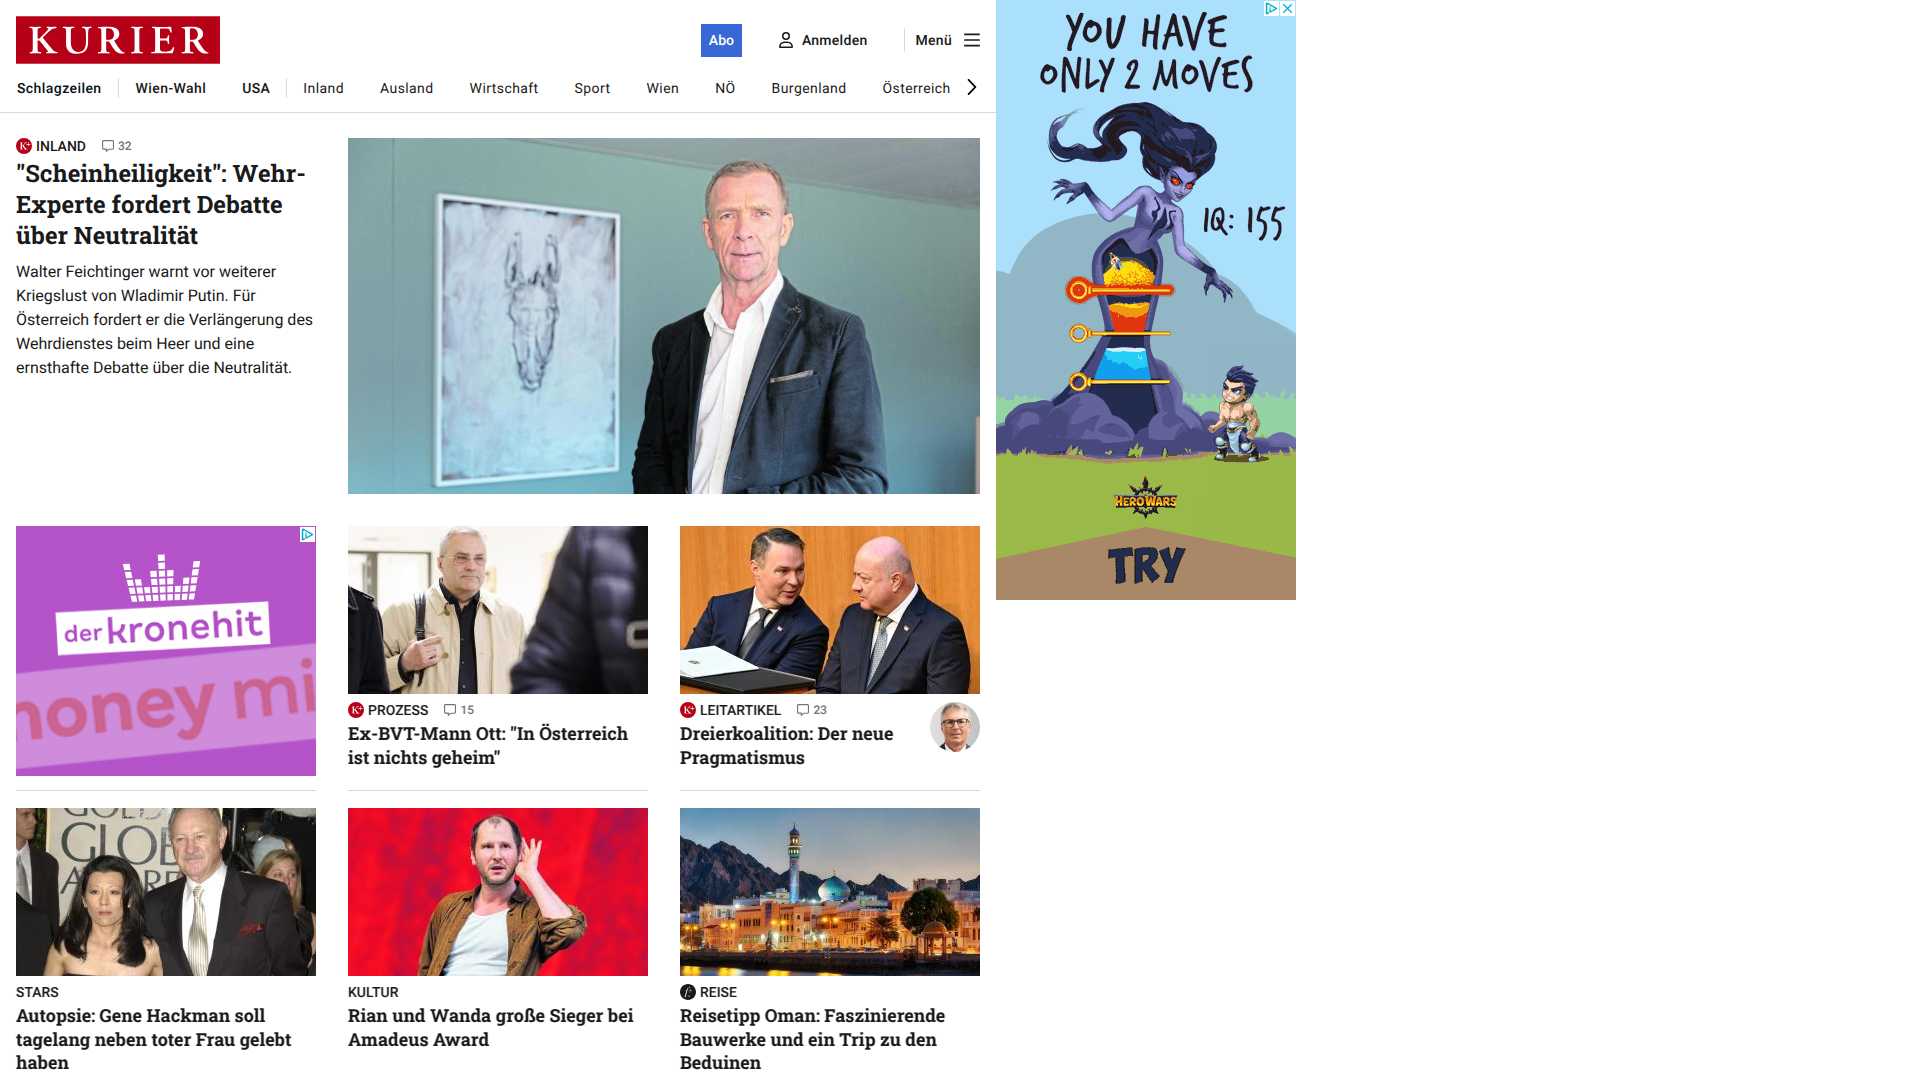 KURIER
Abo
Anmelden
Menü
Schlagzeilen
Wien-Wahl
USA
Inland
Ausland
Wirtschaft
Sport
Wien
NÖ
Burgenland
Österreich
INLAND
32
"Scheinheiligkeit": Wehr-
Experte fordert Debatte
über Neutralität
Walter Feichtinger warnt vor weiterer
Kriegslust von Wladimir Putin. Für
Österreich fordert er die Verlängerung des
Wehrdienstes beim Heer und eine
ernsthafte Debatte über die Neutralität.
YOU HAVE
ONLY 2 MOVES
IQ: 155
HERO WARS
TRY
der kronehit
money mi
PROZESS
15
Ex-BVT-Mann Ott: "In Österreich
ist nichts geheim"
LEITARTIKEL
23
Dreierkoalition: Der neue
Pragmatismus
GLOB
STARS
Autopsie: Gene Hackman soll
tagelang neben toter Frau gelebt
haben
KULTUR
Rian und Wanda große Sieger bei
Amadeus Award
REISE
Reisetipp Oman: Faszinierende
Bauwerke und ein Trip zu den
Beduinen